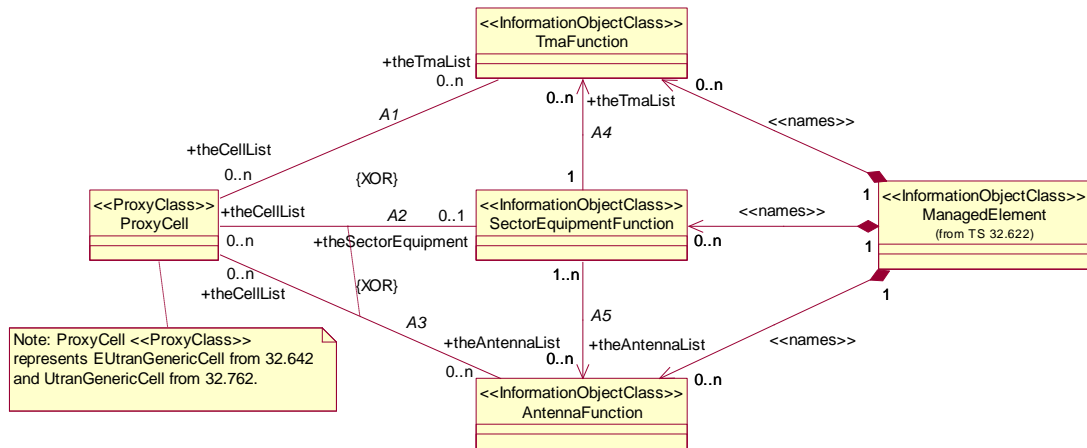 <<InformationObjectClass>>
TmaFunction
+theTmaList
0..n
0..n
+theTmaList
0..n
<<names>>
A1
A4
+theCellList
0..n
{XOR}
1
1
<<ProxyClass>>
ProxyCell
+theCellList
0..n
A2
0..1
+theSectorEquipment
<<InformationObjectClass>>
SectorEquipmentFunction
<<names>>
0..n
1
<<InformationObjectClass>>
ManagedElement
(from TS 32.622)
0..n
+theCellList
{XOR}
1..n
1
A3
A5
<<names>>
+theAntennaList
0..n
+theAntennaList
0..n
0..n
Note: ProxyCell <<ProxyClass>>
represents EUtranGenericCell from 32.642
and UtranGenericCell from 32.762.
<<InformationObjectClass>>
AntennaFunction